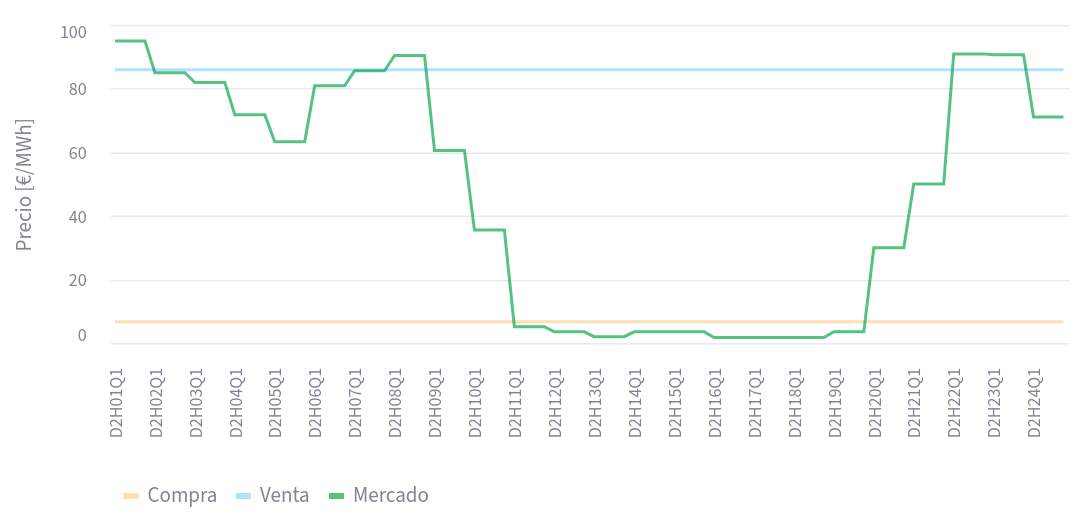 Precio [€/MWh]
100
80
60
40
20
0
D2H01Q1
D2H02Q1
D2H03Q1
D2H04Q1
D2H05Q1
D2H06Q1
D2H07Q1
D2H08Q1
D2H09Q1
D2H10Q1
D2H11Q1
D2H12Q1
D2H13Q1
D2H14Q1
D2H15Q1
D2H16Q1
D2H17Q1
D2H18Q1
D2H19Q1
D2H20Q1
D2H21Q1
D2H22Q1
D2H23Q1
D2H24Q1
Compra Venta Mercado